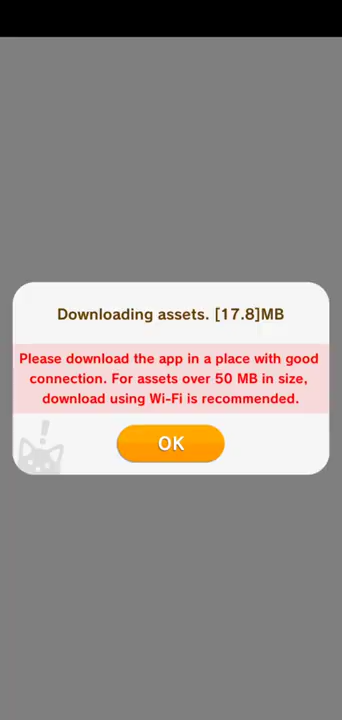 Downloading assets. [17.8]MB
Please download the app in a place with good
connection. For assets over 50 MB in size,
download using Wi-Fi is recommended.
OK